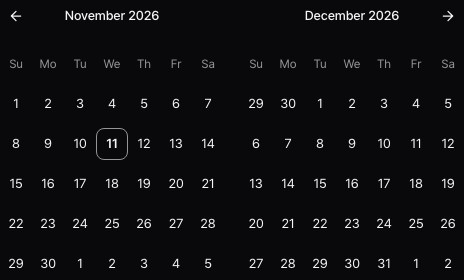 ← November 2026 December 2026 →
Su Mo Tu We Th Fr Sa Su Mo Tu We Th Fr Sa
1 2 3 4 5 6 7 29 30 1 2 3 4 5
8 9 10 11 12 13 14 6 7 8 9 10 11 12
15 16 17 18 19 20 21 13 14 15 16 17 18 19
22 23 24 25 26 27 28 20 21 22 23 24 25 26
29 30 1 2 3 4 5 27 28 29 30 31 1 2